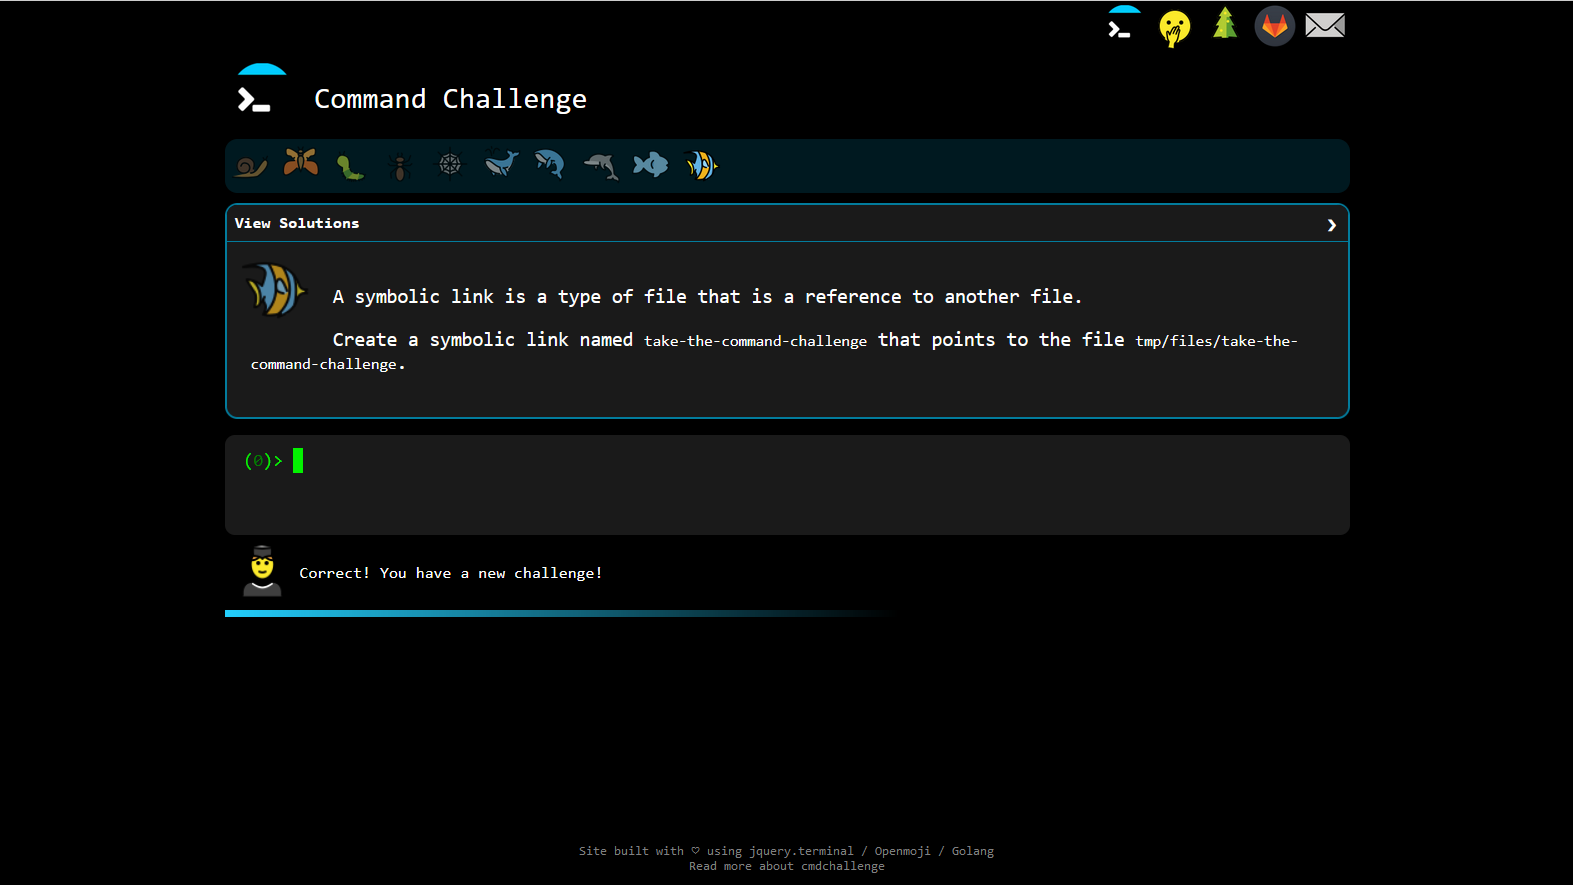 Command Challenge
View Solutions
A symbolic link is a type of file that is a reference to another file.
Create a symbolic link named take-the-command-challenge that points to the file tmp/files/take-the-
command-challenge.
(0)>
Correct! You have a new challenge!
Site built with ♡ using jquery.terminal / Openmoji / Golang
Read more about cmdchallenge